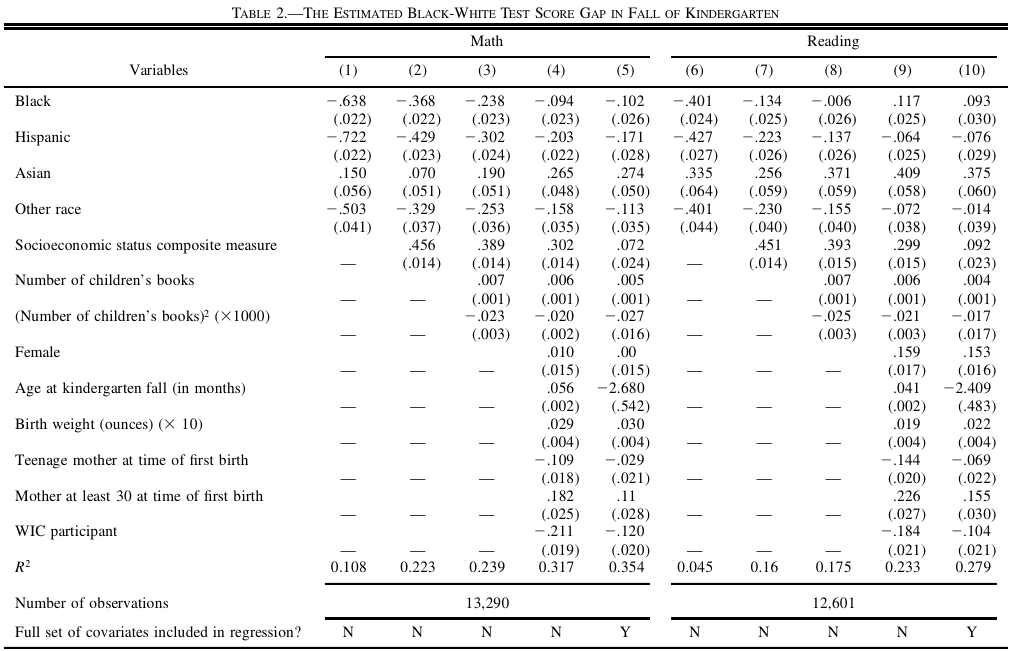 TABLE 2.—THE ESTIMATED BLACK-WHITE TEST SCORE GAP IN FALL OF KINDERGARTEN
Math Reading
Variables (1) (2) (3) (4) (5) (6) (7) (8) (9) (10)
Black −.638 −.368 −.238 −.094 −.102 −.401 −.134 −.006 .117 .093
(.022) (.022) (.023) (.023) (.026) (.024) (.025) (.026) (.025) (.030)
Hispanic −.722 −.429 −.302 −.203 −.171 −.427 −.223 −.137 −.064 −.076
(.022) (.023) (.024) (.022) (.028) (.027) (.026) (.026) (.025) (.029)
Asian .150 .070 .190 .265 .274 .335 .256 .371 .409 .375
(.056) (.051) (.051) (.048) (.050) (.064) (.059) (.059) (.058) (.060)
Other race −.503 −.329 −.253 −.158 −.113 −.401 −.230 −.155 −.072 −.014
(.041) (.037) (.036) (.035) (.035) (.044) (.040) (.040) (.038) (.039)
Socioeconomic status composite measure .456 .389 .302 .072 .451 .393 .299 .092
— (.014) (.014) (.014) (.024) — (.014) (.015) (.015) (.023)
Number of children's books .007 .006 .005 .007 .006 .004
— — (.001) (.001) (.001) — — (.001) (.001) (.001)
(Number of children's books)² (×1000) −.023 −.020 −.027 −.025 −.021 −.017
— — (.003) (.002) (.016) — — (.003) (.003) (.017)
Female .010 .00 .159 .153
— — — (.015) (.015) — — — (.017) (.016)
Age at kindergarten fall (in months) .056 −2.680 .041 −2.409
— — — (.002) (.542) — — — (.002) (.483)
Birth weight (ounces) (× 10) .029 .030 .019 .022
— — — (.004) (.004) — — — (.004) (.004)
Teenage mother at time of first birth −.109 −.029 −.144 −.069
— — — (.018) (.021) — — — (.020) (.022)
Mother at least 30 at time of first birth .182 .11 .226 .155
— — — (.025) (.028) — — — (.027) (.030)
WIC participant −.211 −.120 −.184 −.104
— — — (.019) (.020) — — — (.021) (.021)
R² 0.108 0.223 0.239 0.317 0.354 0.045 0.16 0.175 0.233 0.279
Number of observations 13,290 12,601
Full set of covariates included in regression? N N N N Y N N N N Y